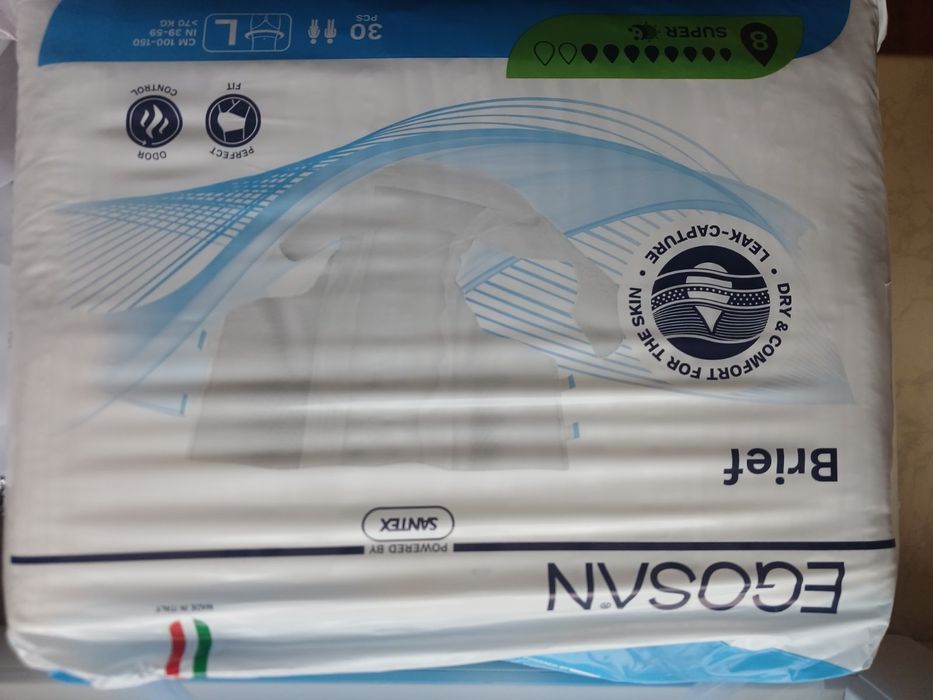 EGOSAN®
MADE IN ITALY
POWERED BY
SANTEX
Brief
DRY & COMFORT FOR THE SKIN • LEAK-CAPTURE •
PERFECT
FIT
ODOR
CONTROL
8
SUPER
30
PCS
L
CM 100-150
IN 39-59
>70 KG